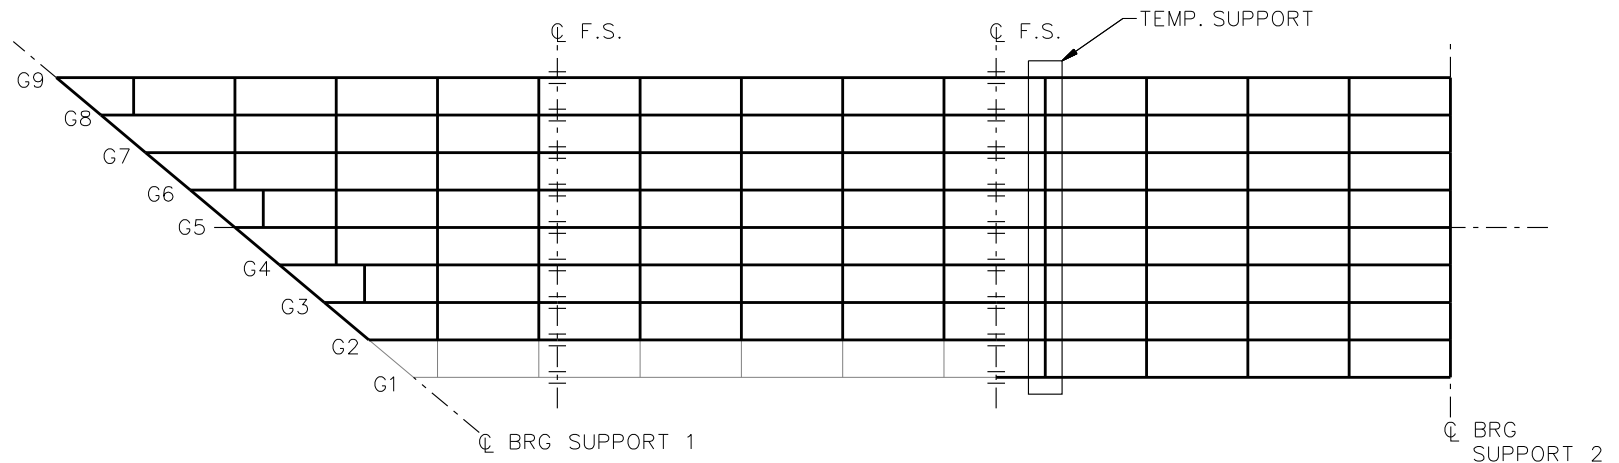 TEMP. SUPPORT
℄ F.S.
℄ F.S.
G9
G8
G7
G6
G5
G4
G3
G2
G1
℄ BRG SUPPORT 1
℄ BRG
SUPPORT 2